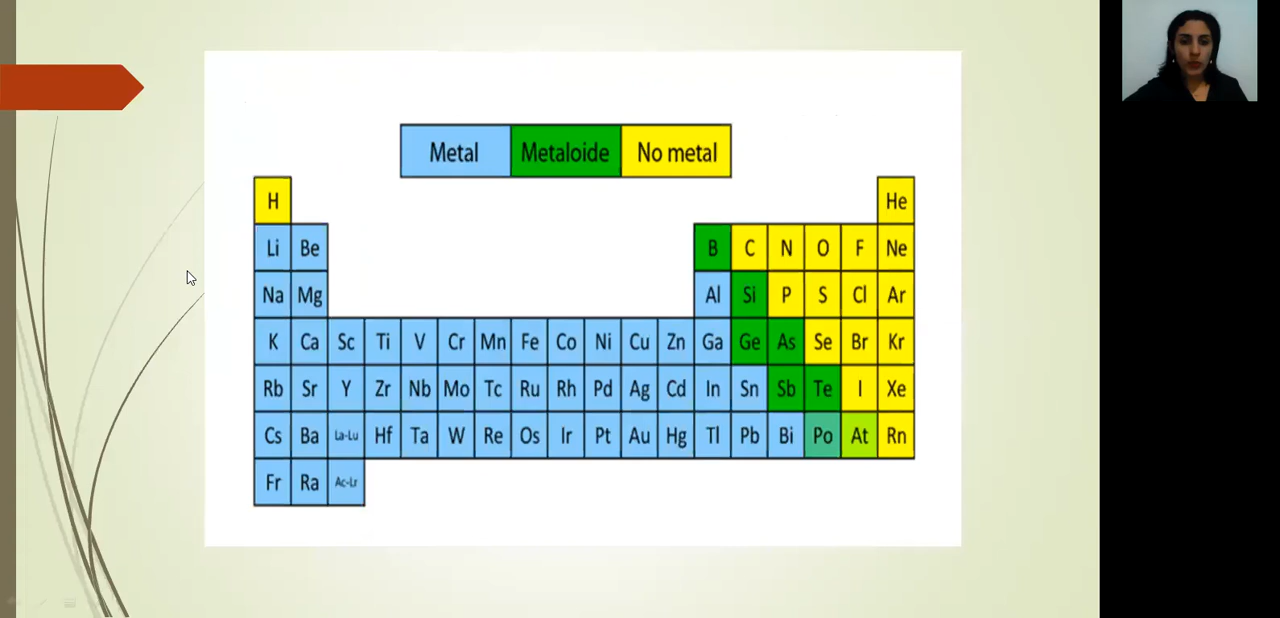 Metal Metaloide No metal
H He
Li Be B C N O F Ne
Na Mg Al Si P S Cl Ar
K Ca Sc Ti V Cr Mn Fe Co Ni Cu Zn Ga Ge As Se Br Kr
Rb Sr Y Zr Nb Mo Tc Ru Rh Pd Ag Cd In Sn Sb Te I Xe
Cs Ba La-Lu Hf Ta W Re Os Ir Pt Au Hg Tl Pb Bi Po At Rn
Fr Ra Ac-Lr